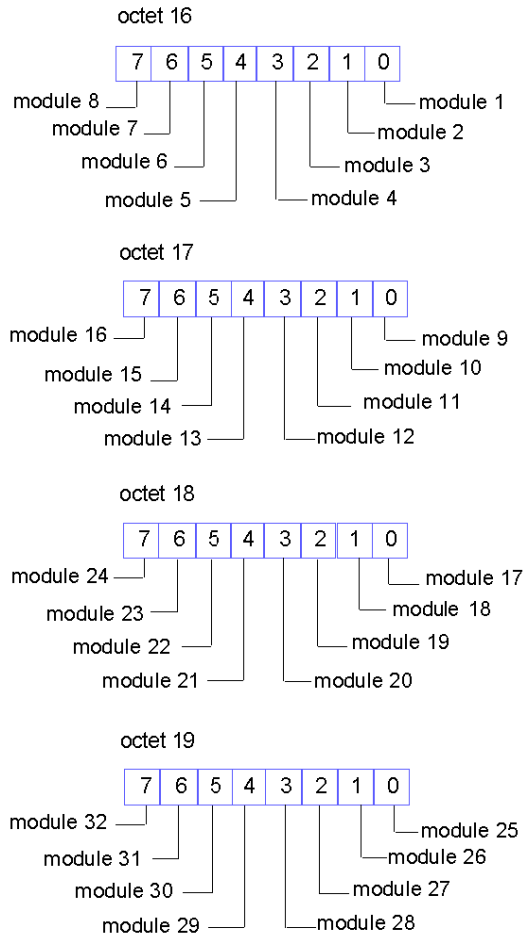 octet 16
7 6 5 4 3 2 1 0
module 8
module 1
module 7
module 2
module 6
module 3
module 5
module 4
octet 17
7 6 5 4 3 2 1 0
module 16
module 9
module 15
module 10
module 14
module 11
module 13
module 12
octet 18
7 6 5 4 3 2 1 0
module 24
module 17
module 23
module 18
module 22
module 19
module 21
module 20
octet 19
7 6 5 4 3 2 1 0
module 32
module 25
module 31
module 26
module 30
module 27
module 29
module 28